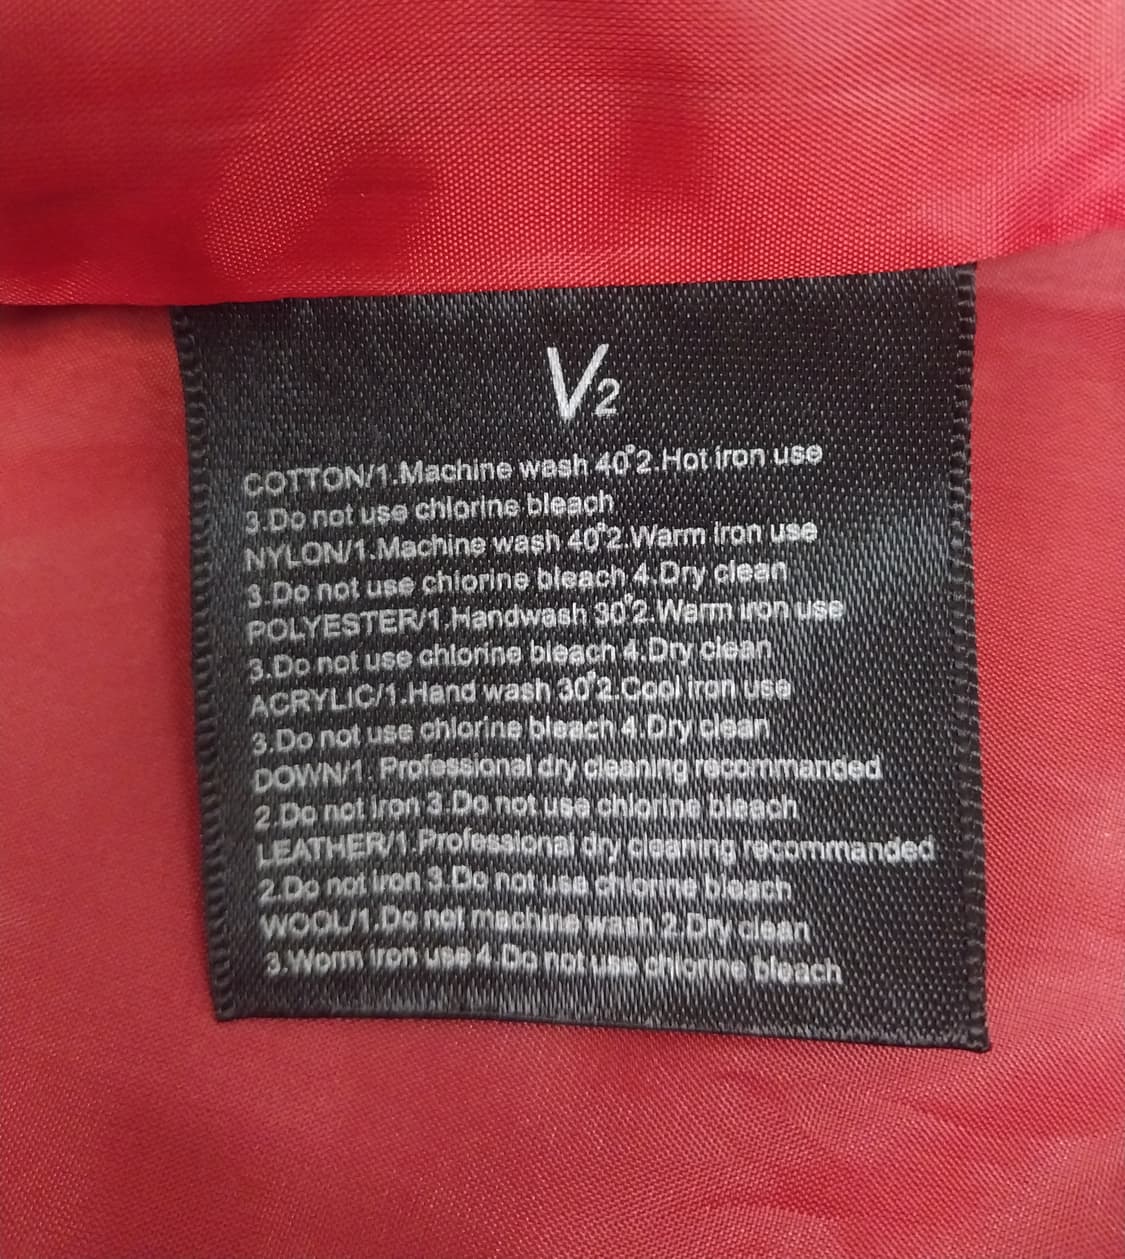 V2
COTTON/1.Machine wash 40°2.Hot iron use
3.Do not use chlorine bleach
NYLON/1.Machine wash 40°2.Warm iron use
3.Do not use chlorine bleach 4.Dry clean
POLYESTER/1.Handwash 30°2.Warm iron use
3.Do not use chlorine bleach 4.Dry clean
ACRYLIC/1.Hand wash 30°2.Cool iron use
3.Do not use chlorine bleach 4.Dry clean
DOWN/1. Professional dry cleaning recommanded
2.Do not iron 3.Do not use chlorine bleach
LEATHER/1.Professional dry cleaning recommanded
2.Do not iron 3.Do not use chlorine bleach
WOOL/1.Do not machine wash 2.Dry clean
3.Worm iron use 4.Do not use chlorine bleach